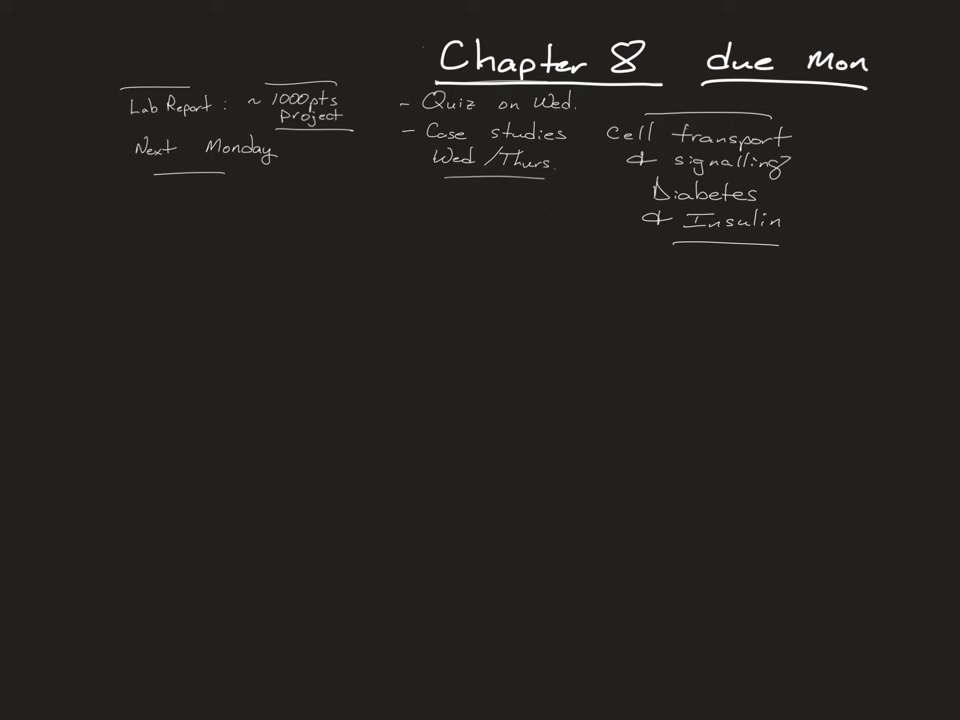 Chapter 8 due Mon
Lab Report : ~ 1000pts
project
Next Monday
- Quiz on Wed.
- Case studies
Wed / Thurs.
Cell transport
& signalling
Diabetes
& Insulin